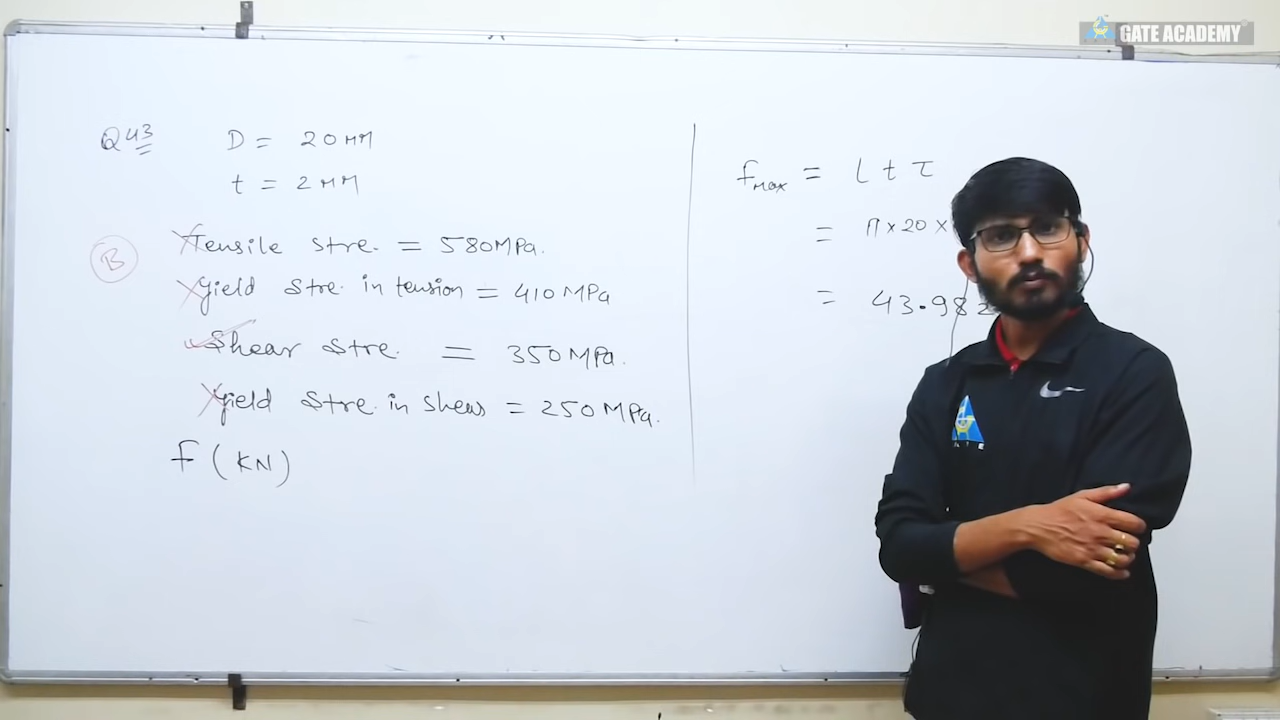 GATE ACADEMY
Q43
D = 20MM
t = 2MM
B
Tensile Stre. = 580MPa.
Yield Stre. in tension = 410MPa
Shear Stre. = 350MPa.
Yield Stre. in shear = 250MPa.
F (KN)
Fmax = L t τ
= π × 20 ×
= 43.982